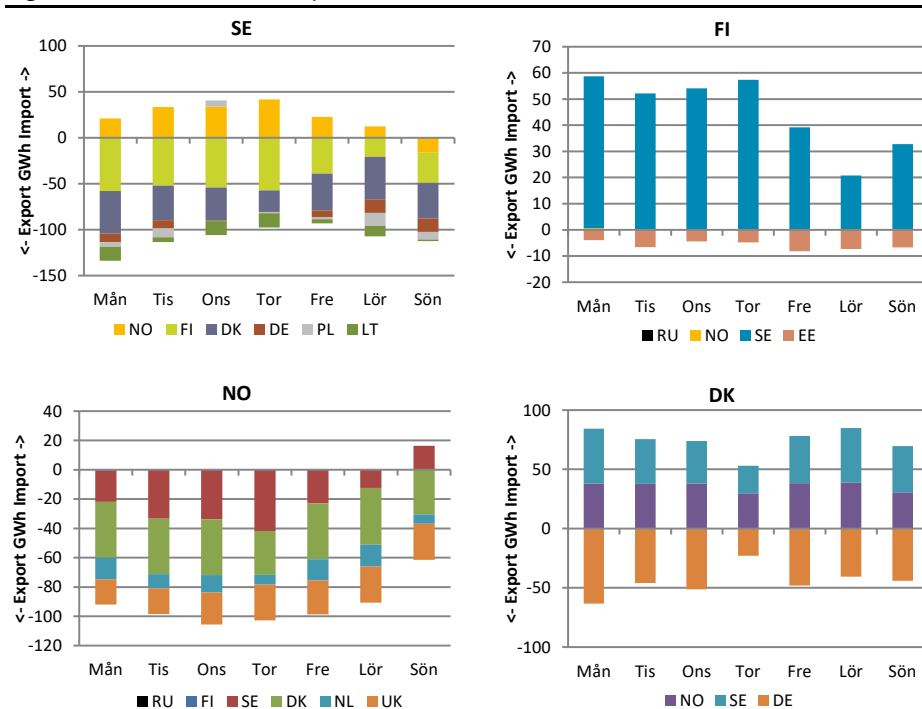 SE
100
50
0
-50
-100
-150
<- Export GWh Import ->
Mån Tis Ons Tor Fre Lör Sön
NO FI DK DE PL LT
FI
70
60
50
40
30
20
10
0
-10
-20
<- Export GWh Import ->
Mån Tis Ons Tor Fre Lör Sön
RU NO SE EE
NO
40
20
0
-20
-40
-60
-80
-100
-120
<- Export GWh Import ->
Mån Tis Ons Tor Fre Lör Sön
RU FI SE DK NL UK
DK
100
50
0
-50
-100
<- Export GWh Import ->
Mån Tis Ons Tor Fre Lör Sön
NO SE DE